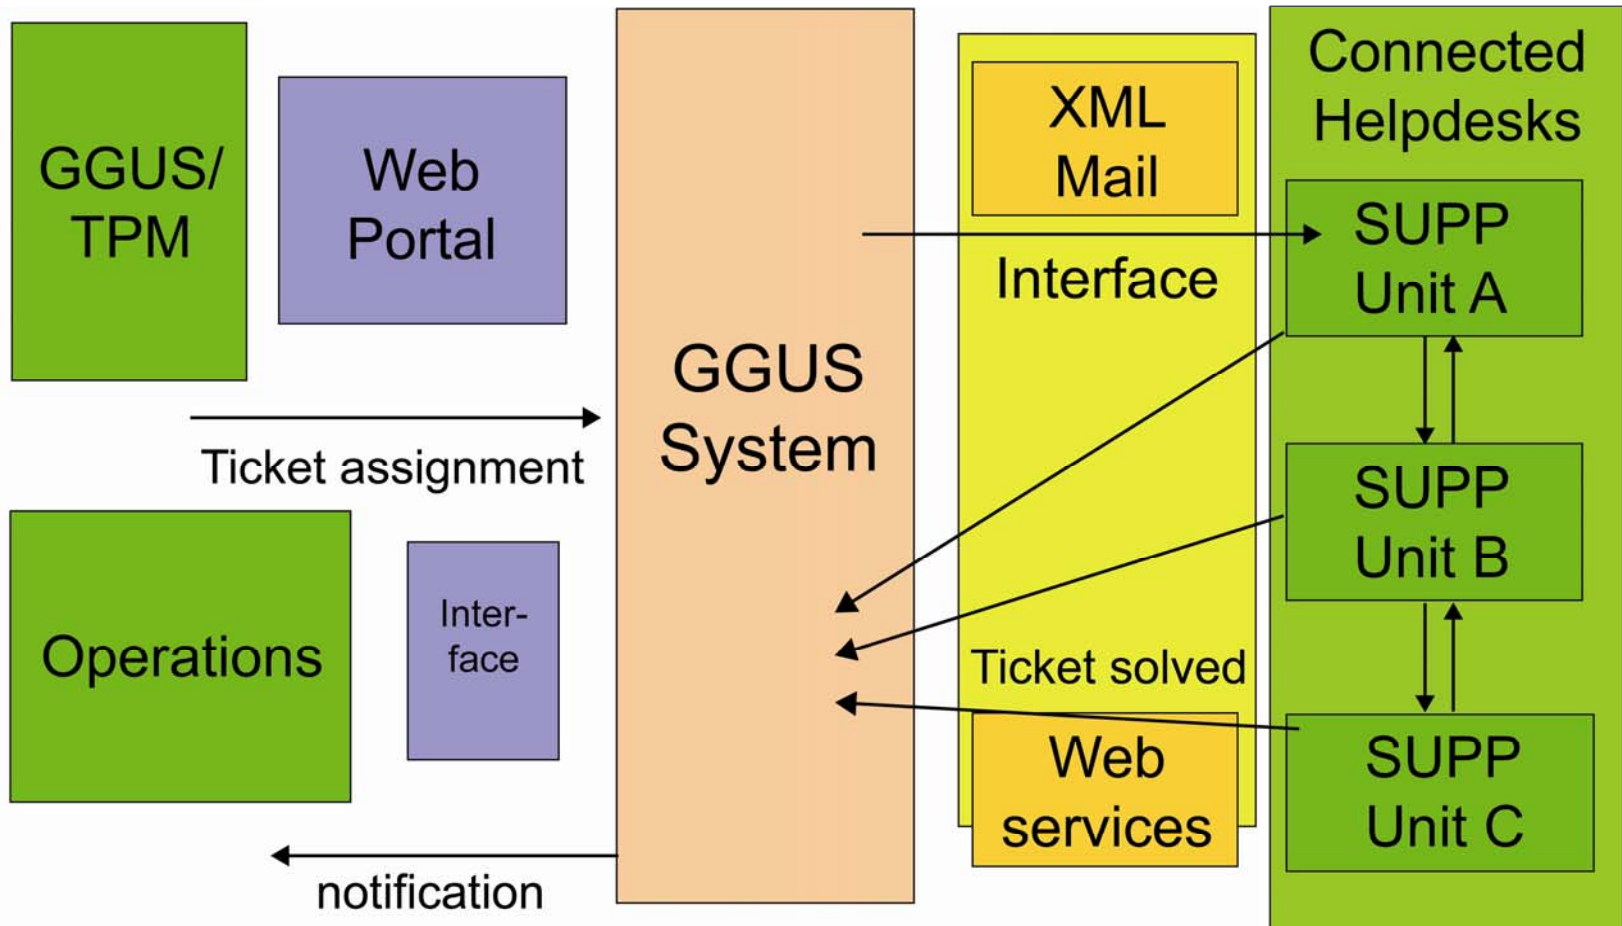 GGUS/
TPM
Web
Portal
Ticket assignment
Operations
Inter-
face
notification
GGUS
System
XML
Mail
Interface
Ticket solved
Web
services
Connected
Helpdesks
SUPP
Unit A
SUPP
Unit B
SUPP
Unit C